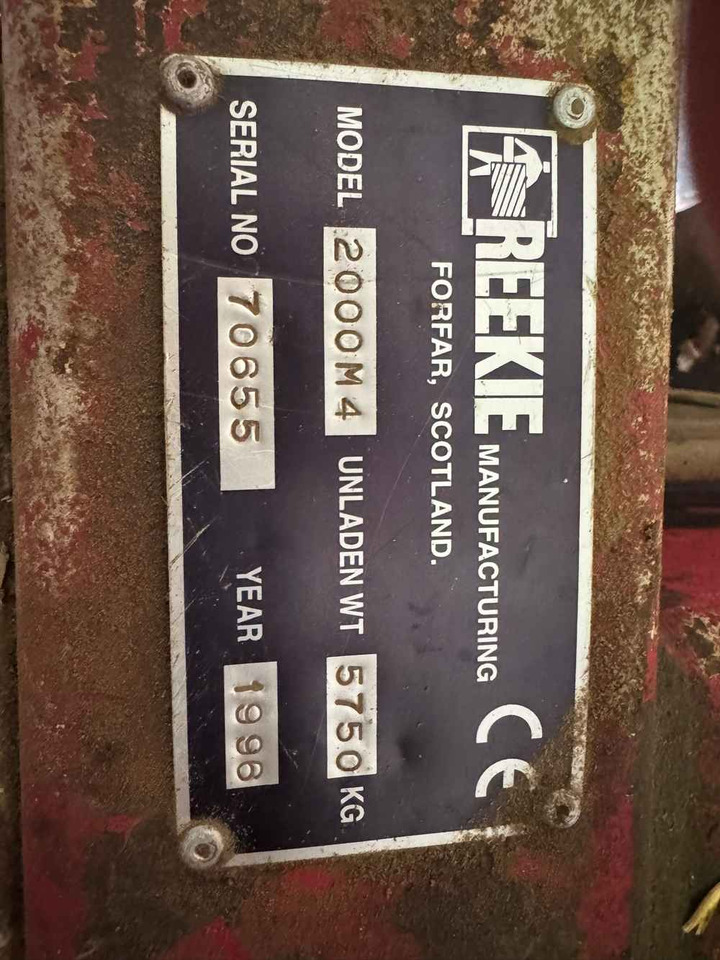 REEKIE MANUFACTURING
FORFAR, SCOTLAND.
CE
MODEL 2000M4 UNLADEN WT 5750 KG
SERIAL NO 70655 YEAR 1996